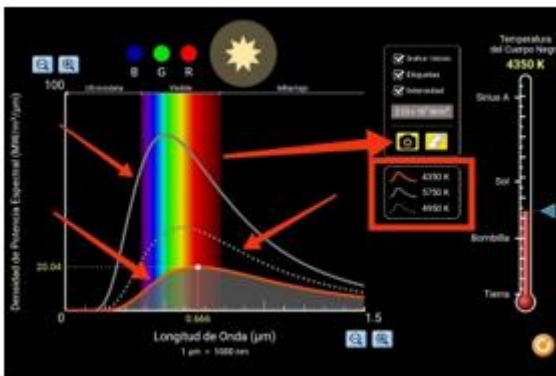 Temperatura
del Cuerpo Negro
4350 K
B G R
100
Ultravioleta Visible Infrarrojo
Grafico Valores
Etiquetas
Intensidad
Sirius A
4350 K
5750 K
4950 K
Sol
Bombilla
Tierra
Densidad de Potencia Espectral (MW/m²/μm)
20.04
0
0.666
1.5
Longitud de Onda (μm)
1 μm = 1000 nm